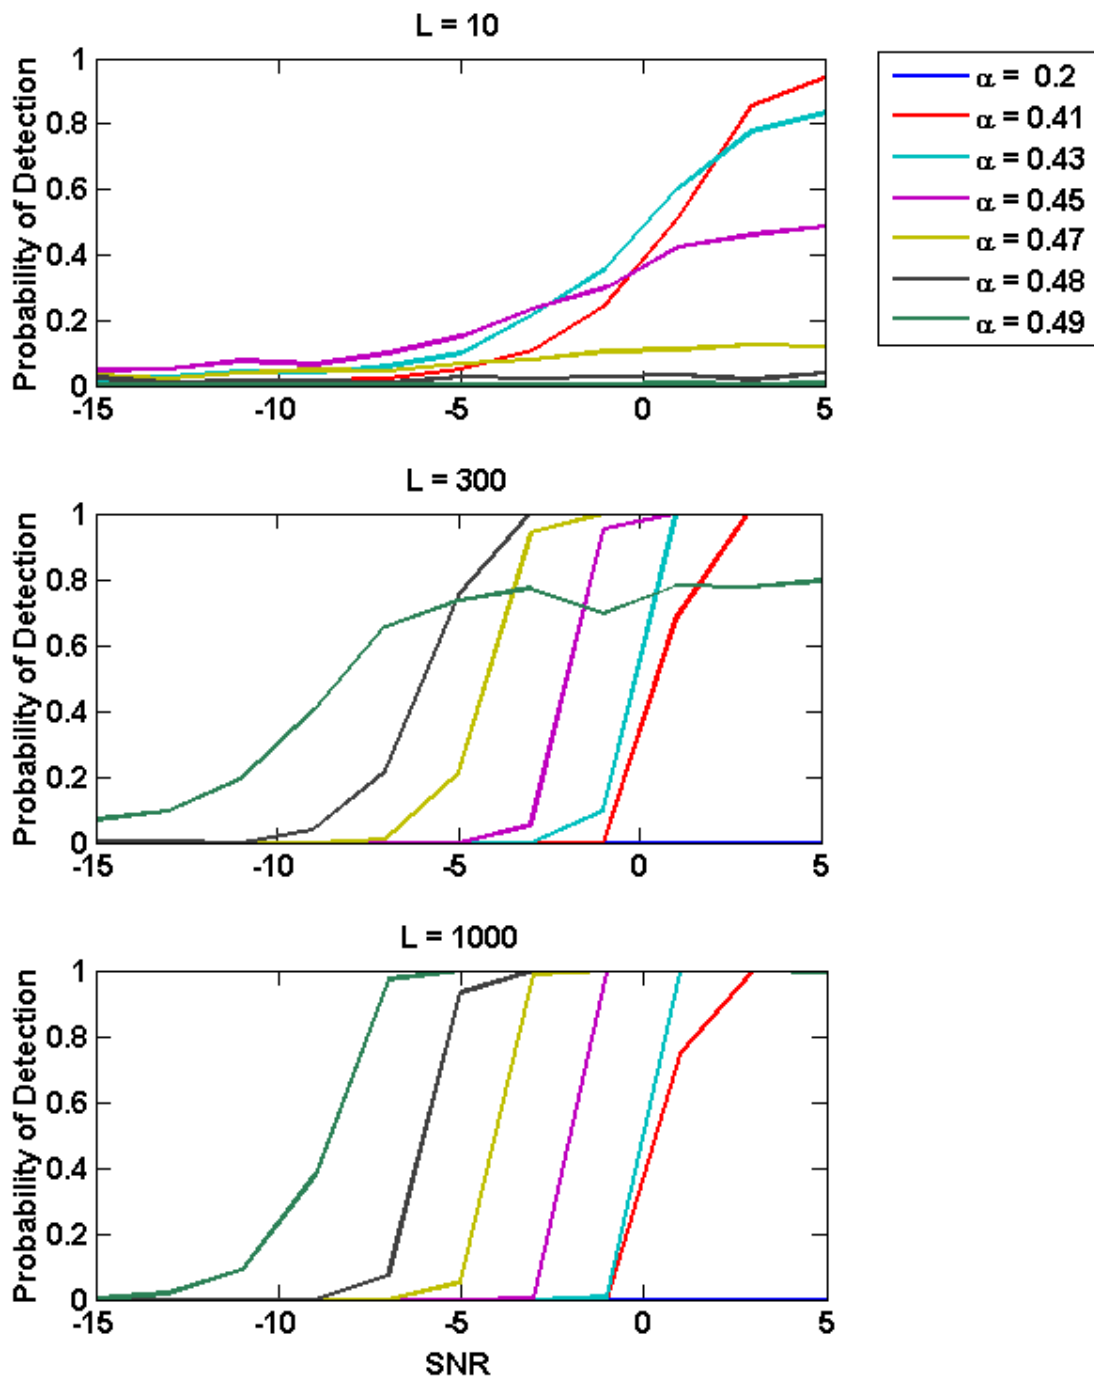 L = 10
Probability of Detection
1
0.8
0.6
0.4
0.2
0
-15
-10
-5
0
5
α = 0.2
α = 0.41
α = 0.43
α = 0.45
α = 0.47
α = 0.48
α = 0.49
L = 300
Probability of Detection
1
0.8
0.6
0.4
0.2
0
-15
-10
-5
0
5
L = 1000
Probability of Detection
1
0.8
0.6
0.4
0.2
0
-15
-10
-5
0
5
SNR